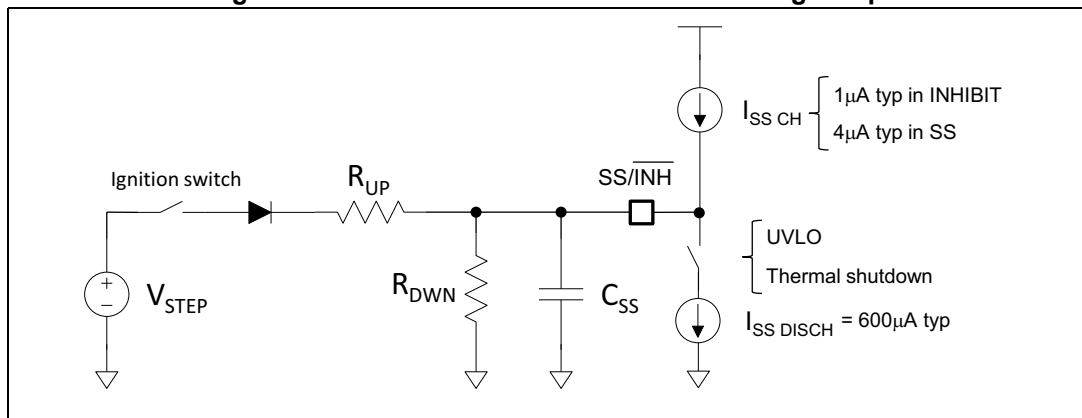 I_SS CH
1μA typ in INHIBIT
4μA typ in SS
Ignition switch
R_UP
SS/INH
V_STEP
R_DWN
C_SS
UVLO
Thermal shutdown
I_SS DISCH = 600μA typ
+
−